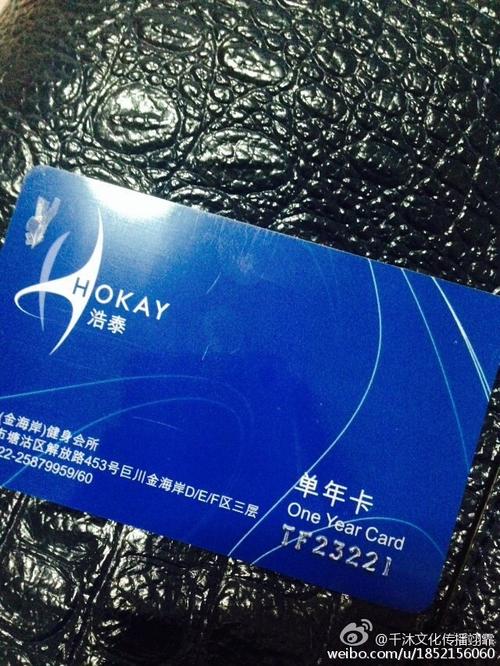 HOKAY
浩泰
(金海岸)健身会所
市塘沽区解放路453号巨川金海岸D/E/F区三层
22-25879959/60
单年卡
One Year Card
TF23221
@千沐文化传播翊霏
weibo.com/u/1852156060